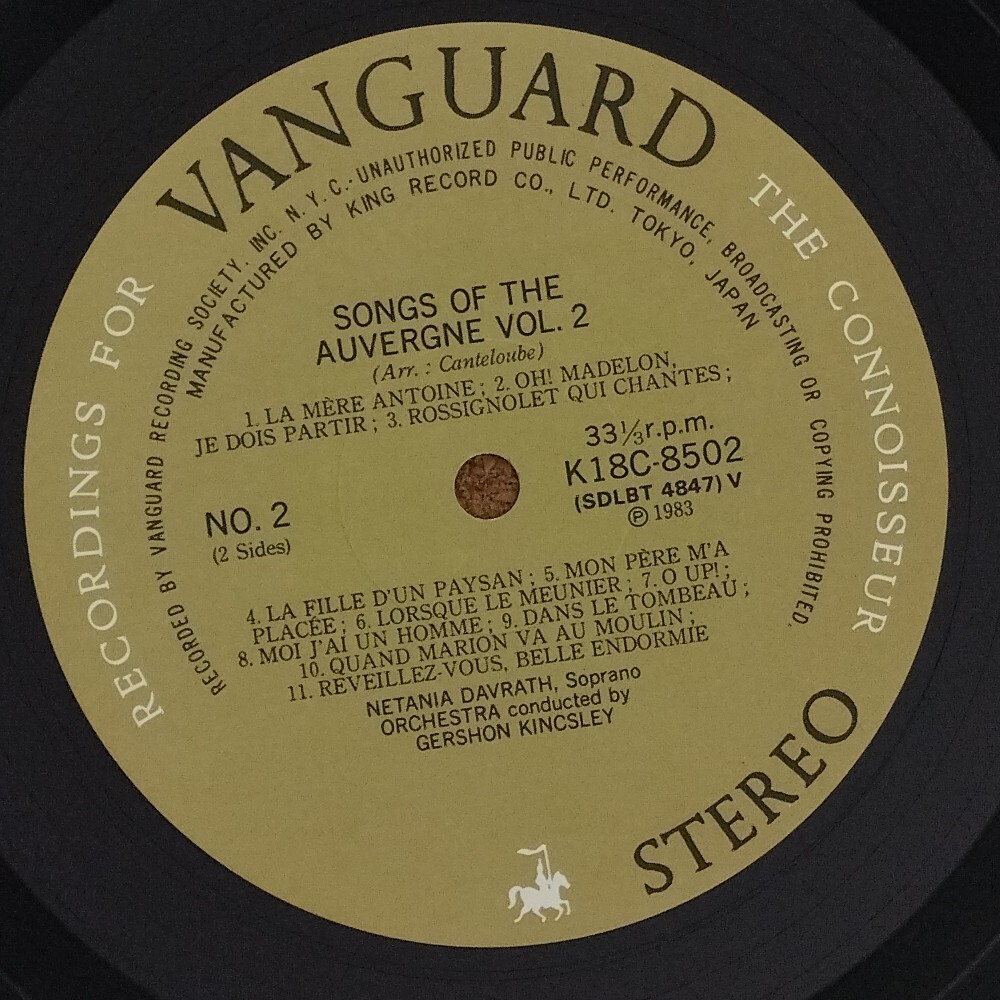 VANGUARD
RECORDINGS FOR THE CONNOISSEUR
RECORDED BY VANGUARD RECORDING SOCIETY. INC. N. Y. C.·UNAUTHORIZED PUBLIC PERFORMANCE, BROADCASTING OR COPYING PROHIBITED.
MANUFACTURED BY KING RECORD CO., LTD. TOKYO, JAPAN
SONGS OF THE
AUVERGNE VOL. 2
(Arr. : Canteloube)
1. LA MÈRE ANTOINE ; 2. OH! MADELON,
JE DOIS PARTIR ; 3. ROSSIGNOLET QUI CHANTES ;
33⅓r.p.m.
K18C-8502
(SDLBT 4847) V
Ⓟ 1983
NO. 2
(2 Sides)
4. LA FILLE D'UN PAYSAN ; 5. MON PÈRE M'A
PLACÉE ; 6. LORSQUE LE MEUNIER ; 7. O UP! ;
8. MOI J'AI UN HOMME ; 9. DANS LE TOMBEAU ;
10. QUAND MARION VA AU MOULIN ;
11. REVEILLEZ-VOUS, BELLE ENDORMIE
NETANIA DAVRATH, Soprano
ORCHESTRA conducted by
GERSHON KINCSLEY
STEREO